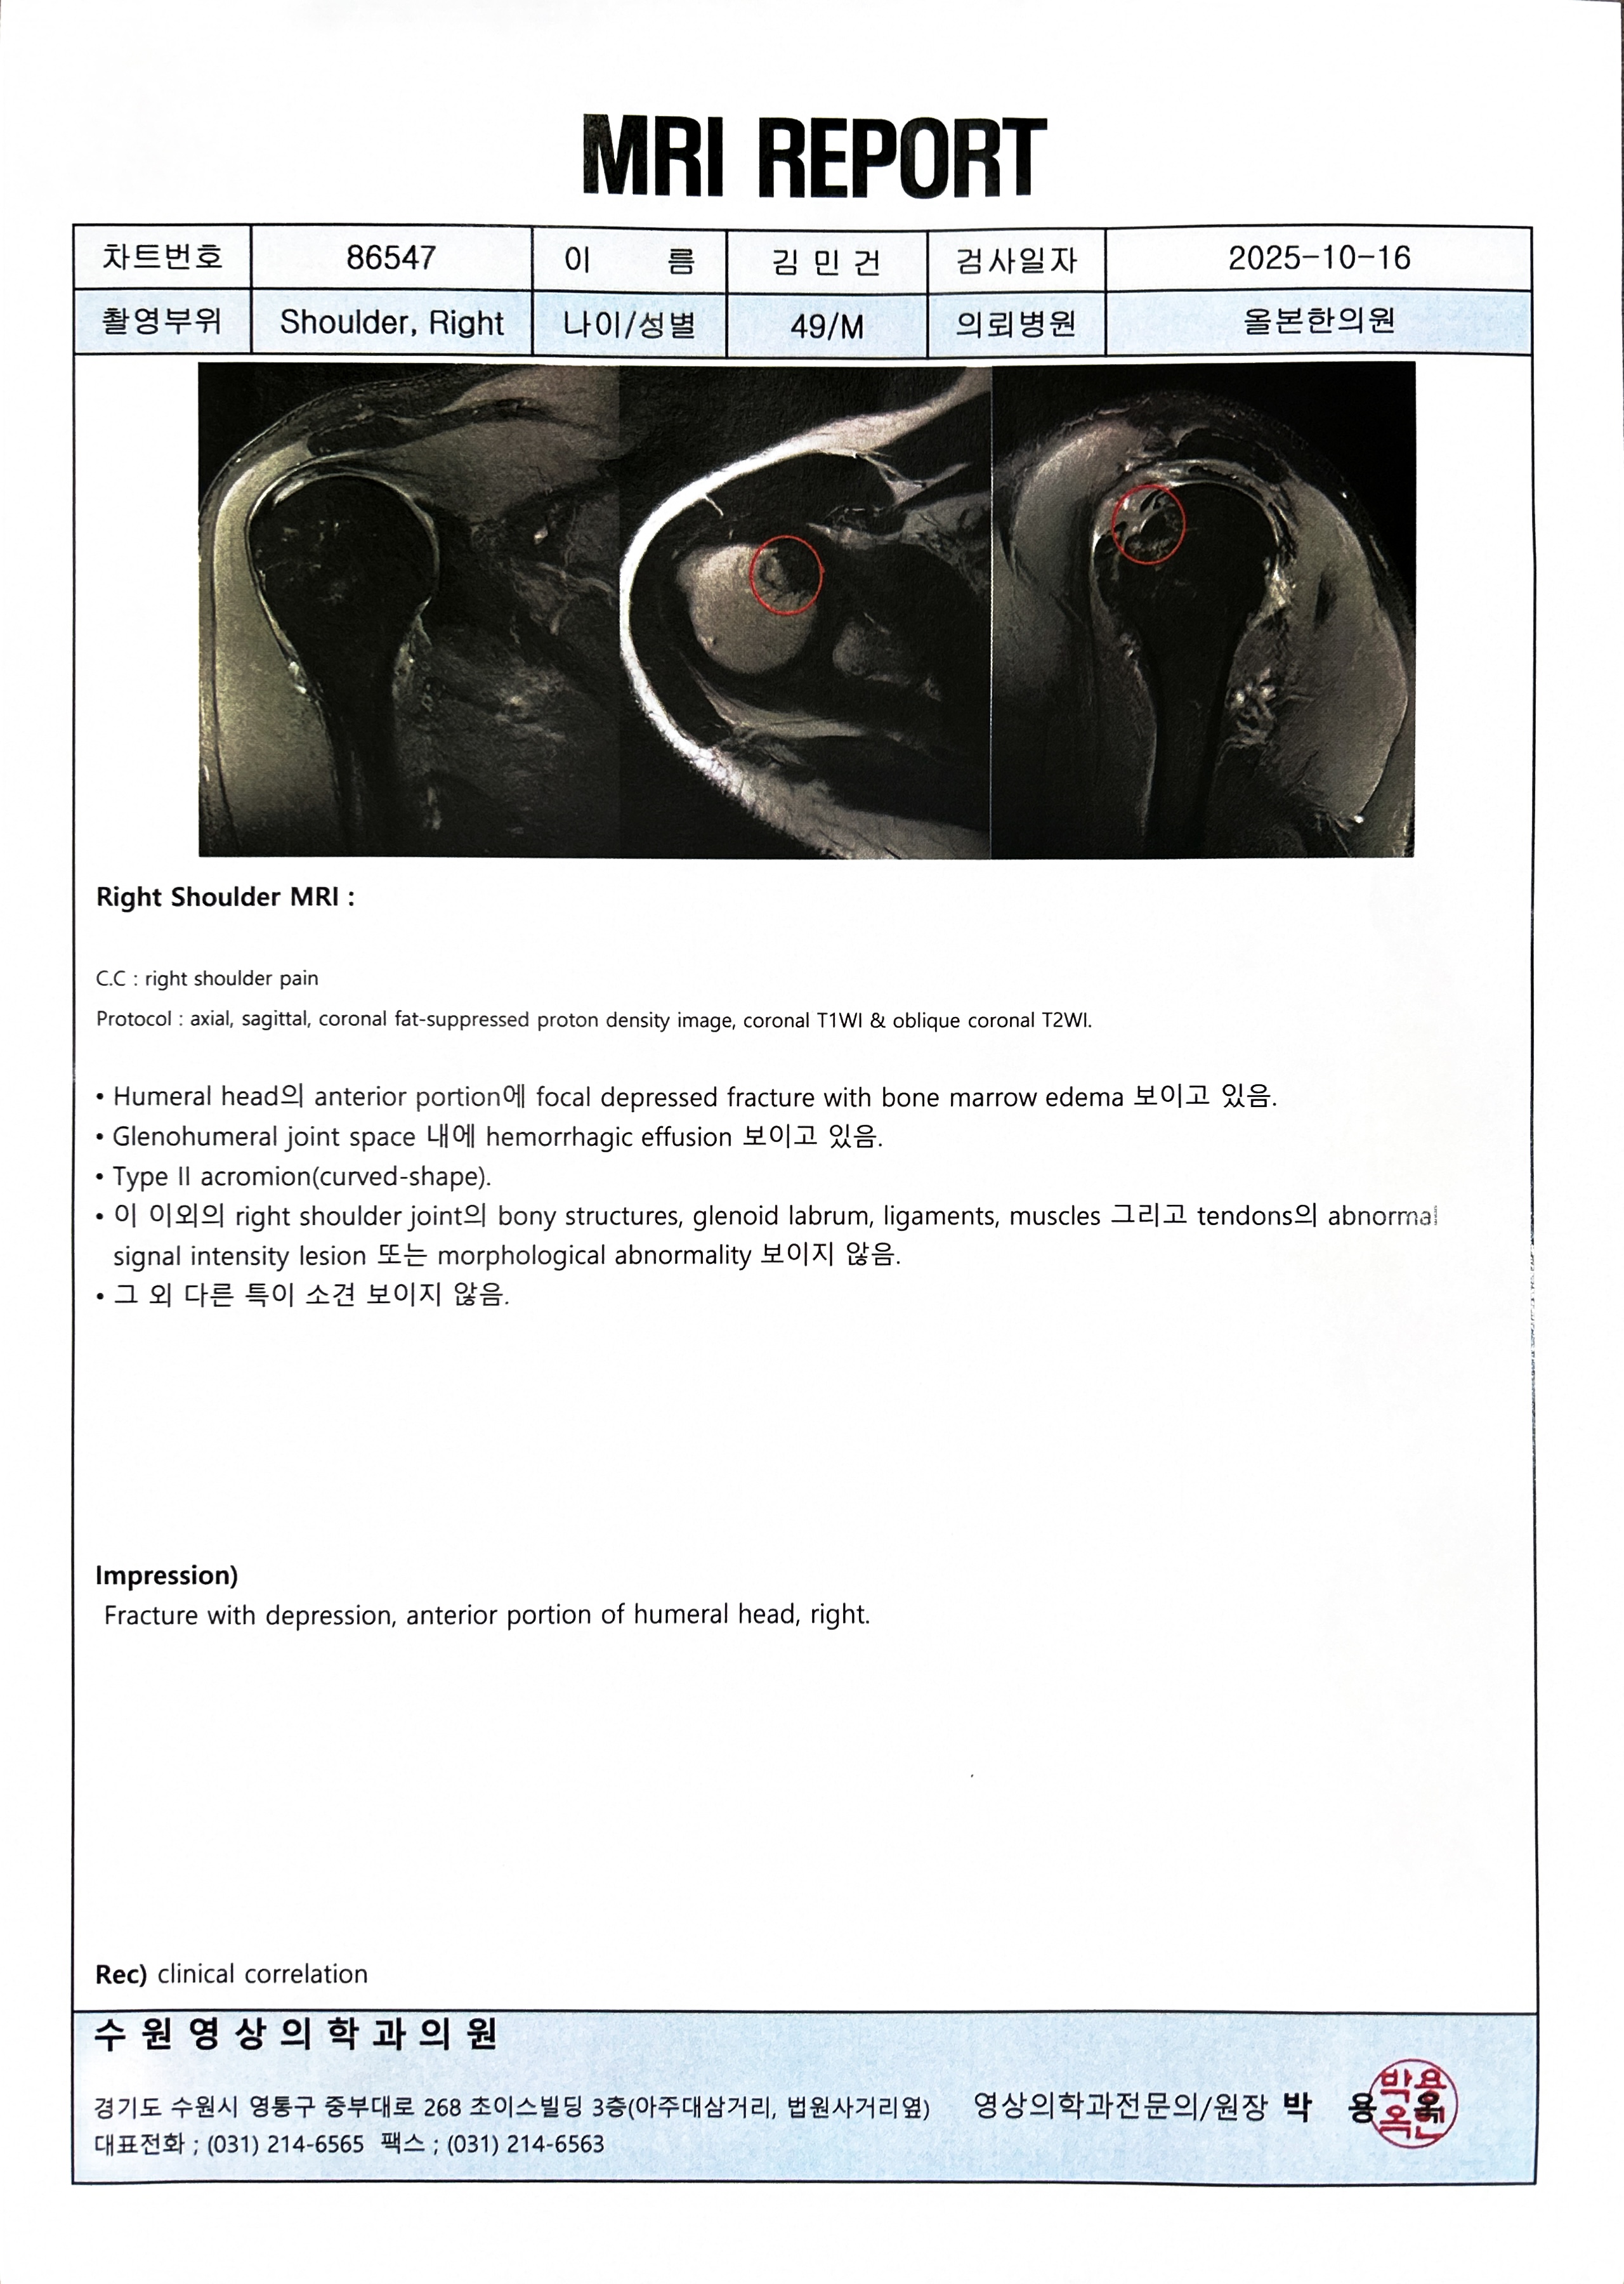 MRI REPORT
차트번호 86547 이 름 김 민 건 검사일자 2025-10-16
촬영부위 Shoulder, Right 나이/성별 49/M 의뢰병원 올본한의원
Right Shoulder MRI :
C.C : right shoulder pain
Protocol : axial, sagittal, coronal fat-suppressed proton density image, coronal T1WI & oblique coronal T2WI.
• Humeral head의 anterior portion에 focal depressed fracture with bone marrow edema 보이고 있음.
• Glenohumeral joint space 내에 hemorrhagic effusion 보이고 있음.
• Type II acromion(curved-shape).
• 이 이외의 right shoulder joint의 bony structures, glenoid labrum, ligaments, muscles 그리고 tendons의 abnormal
signal intensity lesion 또는 morphological abnormality 보이지 않음.
• 그 외 다른 특이 소견 보이지 않음.
Impression)
Fracture with depression, anterior portion of humeral head, right.
Rec) clinical correlation
수원영상의학과의원
경기도 수원시 영통구 중부대로 268 초이스빌딩 3층(아주대삼거리, 법원사거리옆) 영상의학과전문의/원장 박 용
대표전화 ; (031) 214-6565 팩스 ; (031) 214-6563